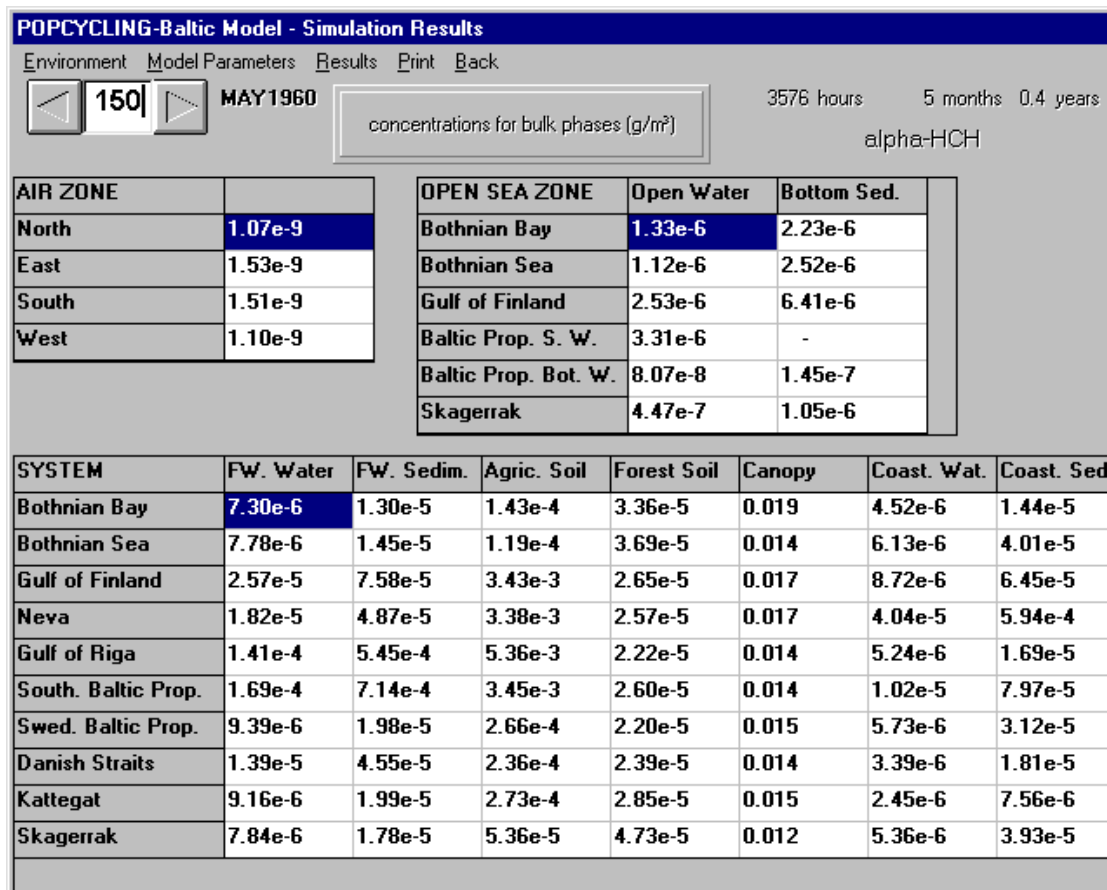 POPCYCLING-Baltic Model - Simulation Results
Environment Model Parameters Results Print Back
150 MAY1960 concentrations for bulk phases (g/m³) 3576 hours 5 months 0.4 years
alpha-HCH
AIR ZONE
North 1.07e-9
East 1.53e-9
South 1.51e-9
West 1.10e-9
OPEN SEA ZONE Open Water Bottom Sed.
Bothnian Bay 1.33e-6 2.23e-6
Bothnian Sea 1.12e-6 2.52e-6
Gulf of Finland 2.53e-6 6.41e-6
Baltic Prop. S. W. 3.31e-6 -
Baltic Prop. Bot. W. 8.07e-8 1.45e-7
Skagerrak 4.47e-7 1.05e-6
SYSTEM FW. Water FW. Sedim. Agric. Soil Forest Soil Canopy Coast. Wat. Coast. Sed
Bothnian Bay 7.30e-6 1.30e-5 1.43e-4 3.36e-5 0.019 4.52e-6 1.44e-5
Bothnian Sea 7.78e-6 1.45e-5 1.19e-4 3.69e-5 0.014 6.13e-6 4.01e-5
Gulf of Finland 2.57e-5 7.58e-5 3.43e-3 2.65e-5 0.017 8.72e-6 6.45e-5
Neva 1.82e-5 4.87e-5 3.38e-3 2.57e-5 0.017 4.04e-5 5.94e-4
Gulf of Riga 1.41e-4 5.45e-4 5.36e-3 2.22e-5 0.014 5.24e-6 1.69e-5
South. Baltic Prop. 1.69e-4 7.14e-4 3.45e-3 2.60e-5 0.014 1.02e-5 7.97e-5
Swed. Baltic Prop. 9.39e-6 1.98e-5 2.66e-4 2.20e-5 0.015 5.73e-6 3.12e-5
Danish Straits 1.39e-5 4.55e-5 2.36e-4 2.39e-5 0.014 3.39e-6 1.81e-5
Kattegat 9.16e-6 1.99e-5 2.73e-4 2.85e-5 0.015 2.45e-6 7.56e-6
Skagerrak 7.84e-6 1.78e-5 5.36e-5 4.73e-5 0.012 5.36e-6 3.93e-5